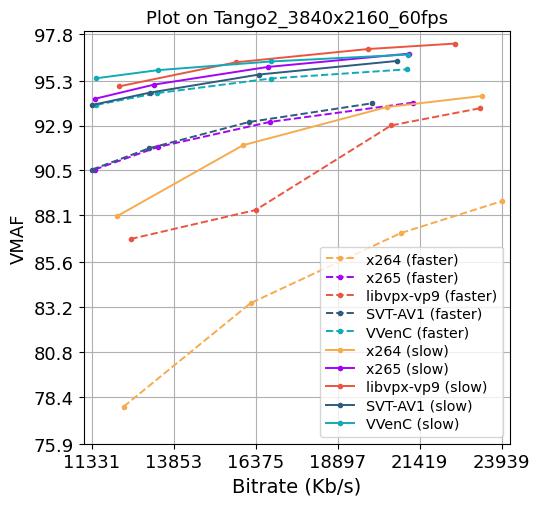 Plot on Tango2_3840x2160_60fps
97.8
95.3
92.9
90.5
88.1
85.6
83.2
80.8
78.4
75.9
VMAF
x264 (faster)
x265 (faster)
libvpx-vp9 (faster)
SVT-AV1 (faster)
VVenC (faster)
x264 (slow)
x265 (slow)
libvpx-vp9 (slow)
SVT-AV1 (slow)
VVenC (slow)
11331 13853 16375 18897 21419 23939
Bitrate (Kb/s)